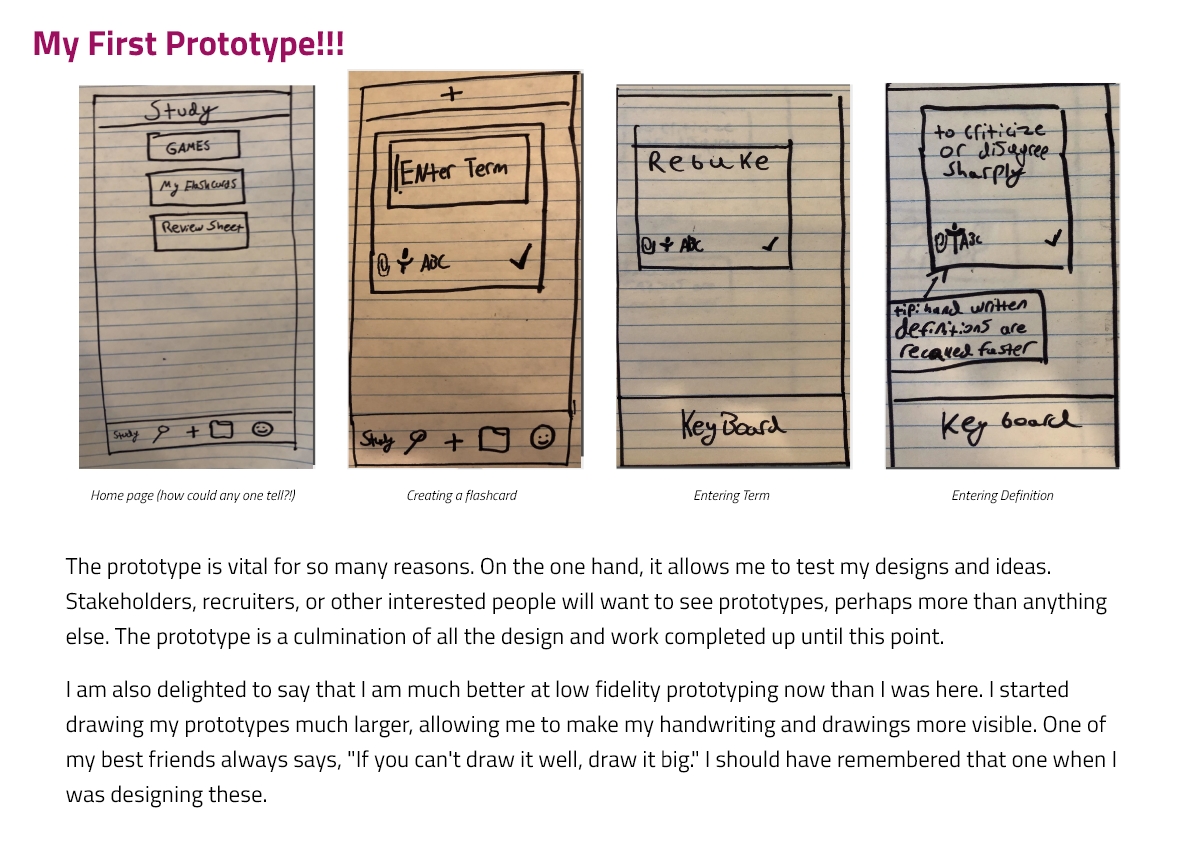 My First Prototype!!!
Study
GAMES
My Flashcards
Review Sheet
Study +
+
Enter Term
ABC
Study +
Rebuke
ABC
KeyBoard
to criticize
or disagree
sharply
ABC
tip: hand written
definitions are
recalled faster
Key board
Home page (how could any one tell?!)
Creating a flashcard
Entering Term
Entering Definition
The prototype is vital for so many reasons. On the one hand, it allows me to test my designs and ideas.
Stakeholders, recruiters, or other interested people will want to see prototypes, perhaps more than anything
else. The prototype is a culmination of all the design and work completed up until this point.
I am also delighted to say that I am much better at low fidelity prototyping now than I was here. I started
drawing my prototypes much larger, allowing me to make my handwriting and drawings more visible. One of
my best friends always says, "If you can't draw it well, draw it big." I should have remembered that one when I
was designing these.